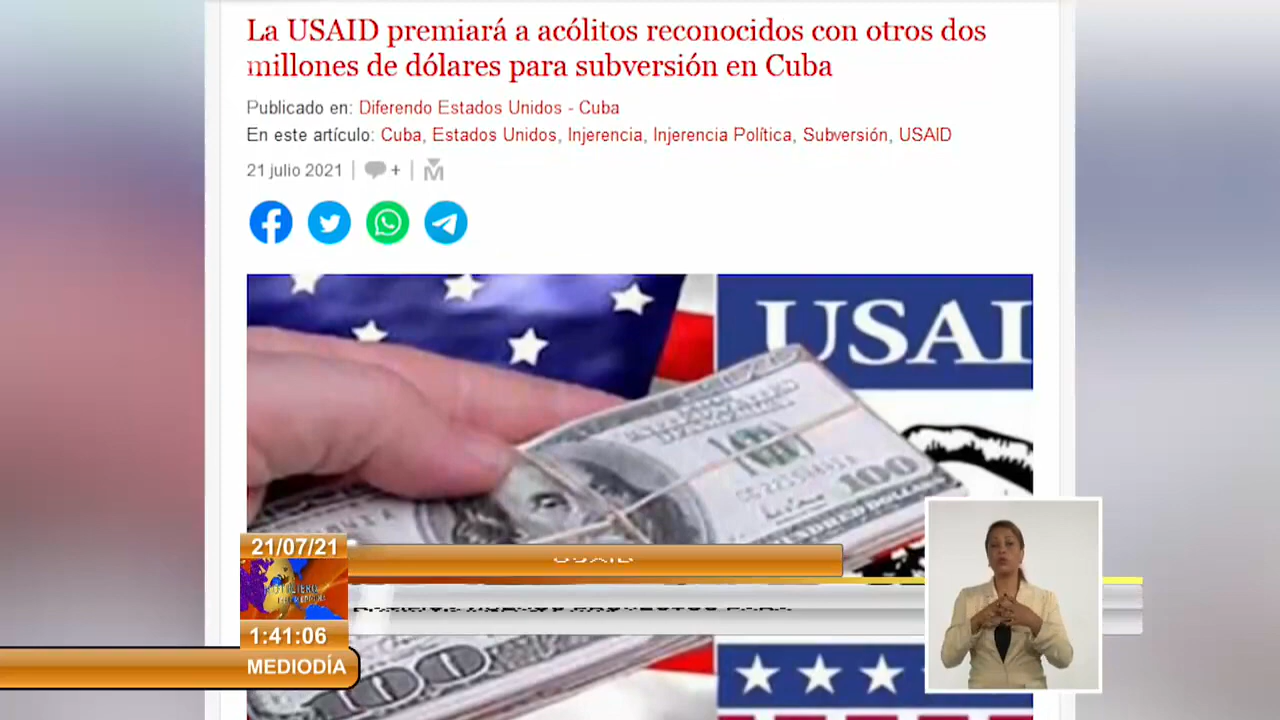 La USAID premiará a acólitos reconocidos con otros dos
millones de dólares para subversión en Cuba
Publicado en: Diferendo Estados Unidos - Cuba
En este artículo: Cuba, Estados Unidos, Injerencia, Injerencia Política, Subversión, USAID
21 julio 2021
+
USAI
100
100
21/07/21
USAID
1:41:06
MEDIODÍA